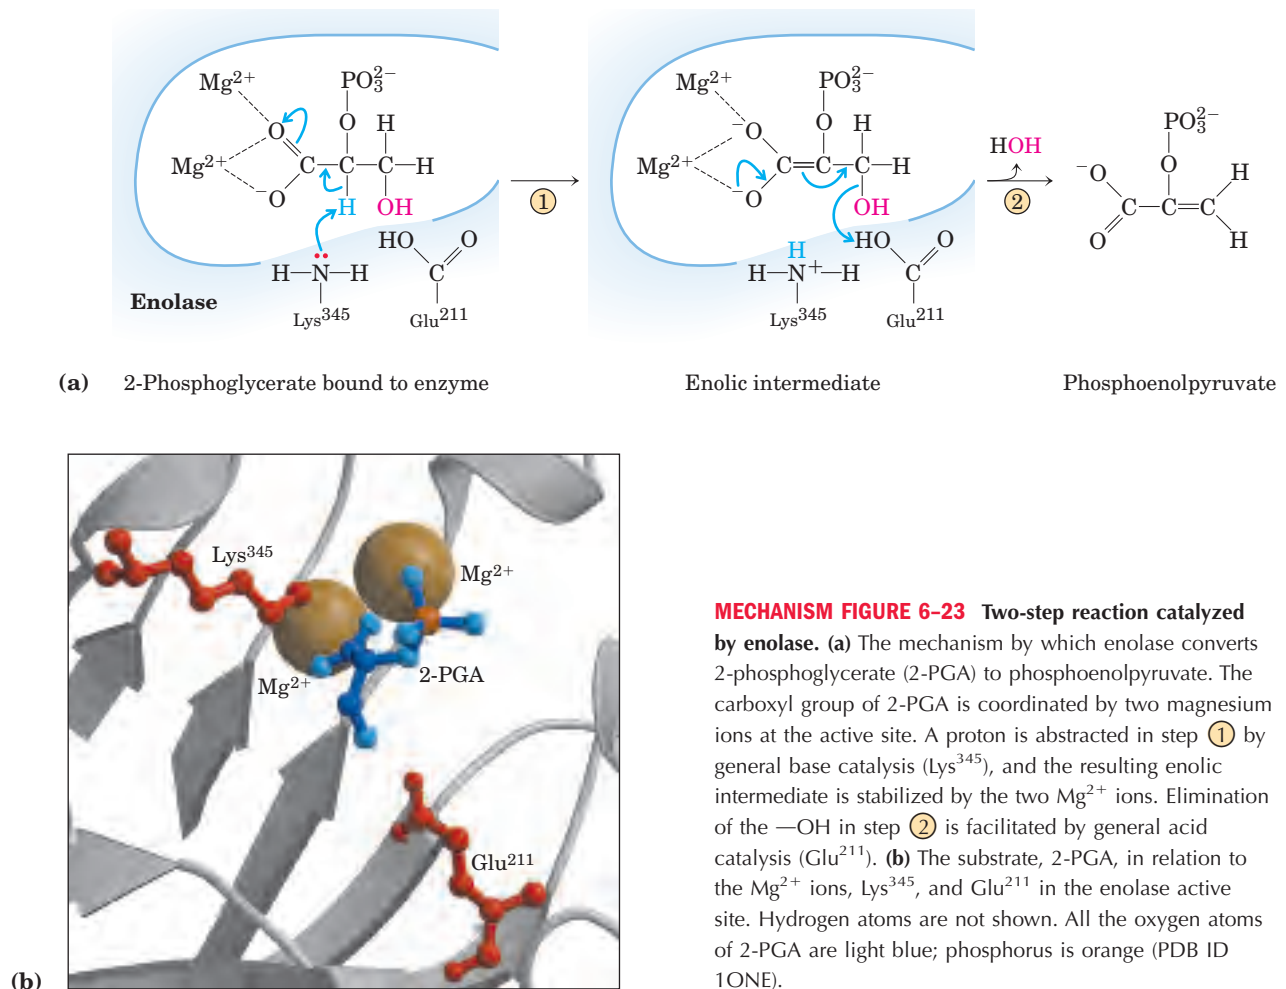 Mg²⁺ PO₃²⁻ Mg²⁺ PO₃²⁻
O O H ⁻O O H PO₃²⁻
Mg²⁺ C C C H Mg²⁺ C C C H HOH ⁻O O H
⁻O H OH ① ⁻O OH ② C C C
HO O H HO O O H
H N H C H N⁺ H C
Enolase
Lys³⁴⁵ Glu²¹¹ Lys³⁴⁵ Glu²¹¹
(a) 2-Phosphoglycerate bound to enzyme Enolic intermediate Phosphoenolpyruvate
Lys³⁴⁵
Mg²⁺
2-PGA
Mg²⁺
Glu²¹¹
(b)
MECHANISM FIGURE 6–23 Two-step reaction catalyzed
by enolase. (a) The mechanism by which enolase converts
2-phosphoglycerate (2-PGA) to phosphoenolpyruvate. The
carboxyl group of 2-PGA is coordinated by two magnesium
ions at the active site. A proton is abstracted in step ① by
general base catalysis (Lys³⁴⁵), and the resulting enolic
intermediate is stabilized by the two Mg²⁺ ions. Elimination
of the —OH in step ② is facilitated by general acid
catalysis (Glu²¹¹). (b) The substrate, 2-PGA, in relation to
the Mg²⁺ ions, Lys³⁴⁵, and Glu²¹¹ in the enolase active
site. Hydrogen atoms are not shown. All the oxygen atoms
of 2-PGA are light blue; phosphorus is orange (PDB ID
1ONE).